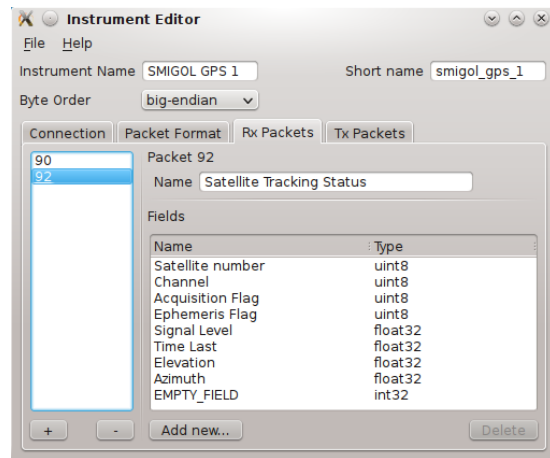 Instrument Editor
File Help
Instrument Name SMIGOL GPS 1 Short name smigol_gps_1
Byte Order big-endian
Connection Packet Format Rx Packets Tx Packets
90
92
Packet 92
Name Satellite Tracking Status
Fields
Name Type
Satellite number uint8
Channel uint8
Acquisition Flag uint8
Ephemeris Flag uint8
Signal Level float32
Time Last float32
Elevation float32
Azimuth float32
EMPTY_FIELD int32
+ - Add new... Delete